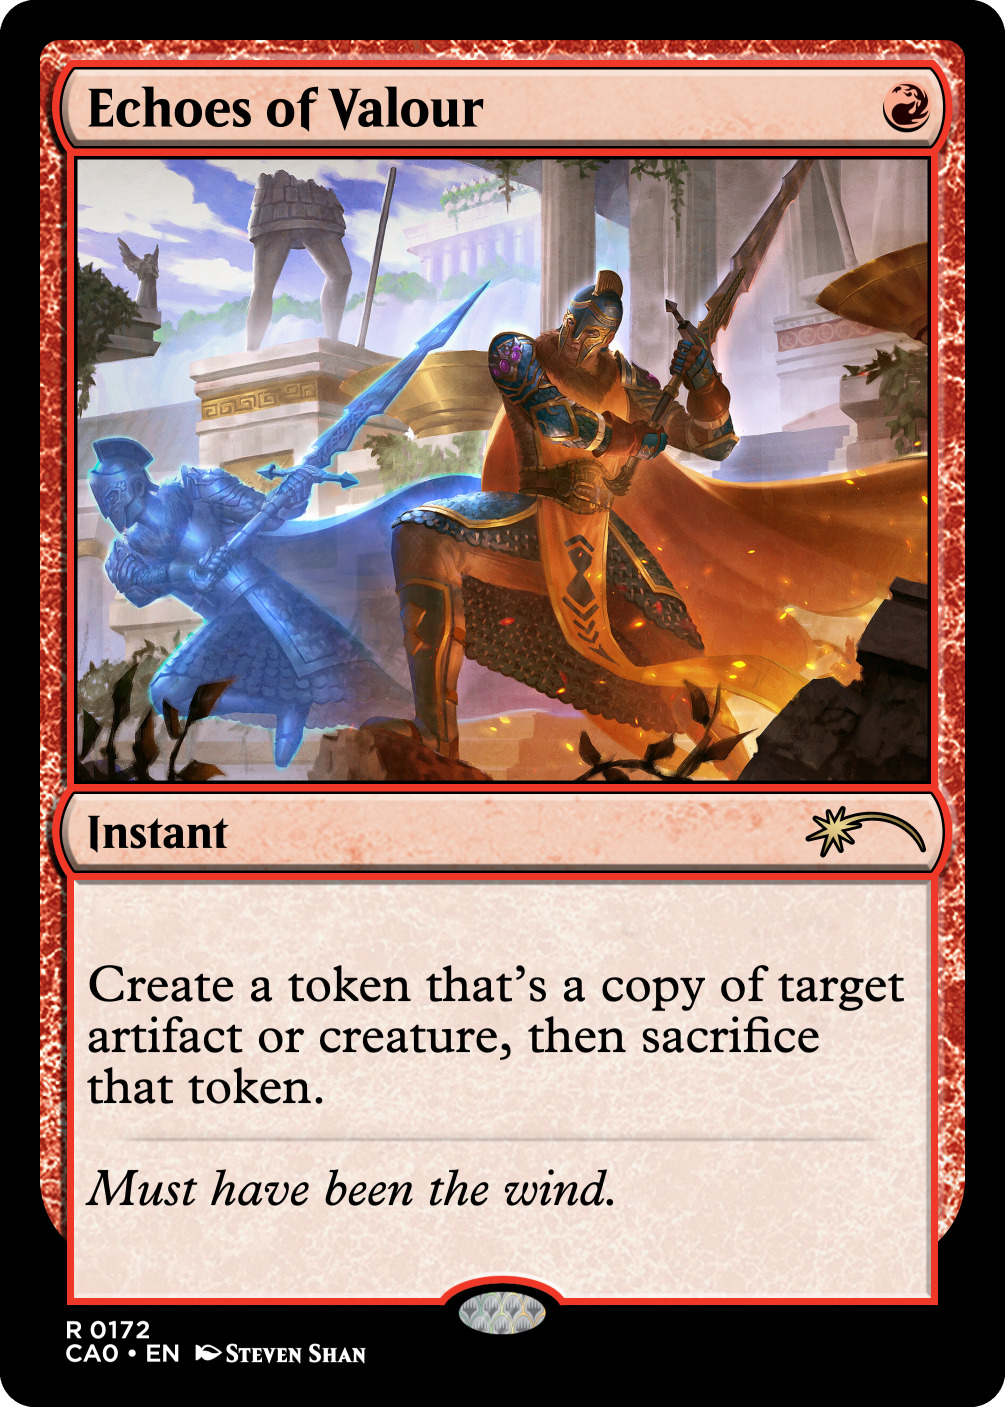 Echoes of Valour
Instant
Create a token that's a copy of target
artifact or creature, then sacrifice
that token.
Must have been the wind.
R 0172
CAO • EN Steven Shan